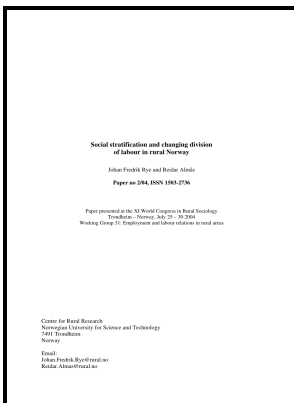 Social stratification and changing division
of labour in rural Norway
Johan Fredrik Rye and Reidar Almås
Paper no 2/04, ISSN 1503-2736
Paper presented at the XI World Congress in Rural Sociology
Trondheim – Norway, July 25 – 30 2004
Working Group 31: Employment and labour relations in rural areas
Centre for Rural Research
Norwegian University for Science and Technology
7491 Trondheim
Norway
Email:
Johan.Fredrik.Rye@rural.no
Reidar.Almas@rural.no